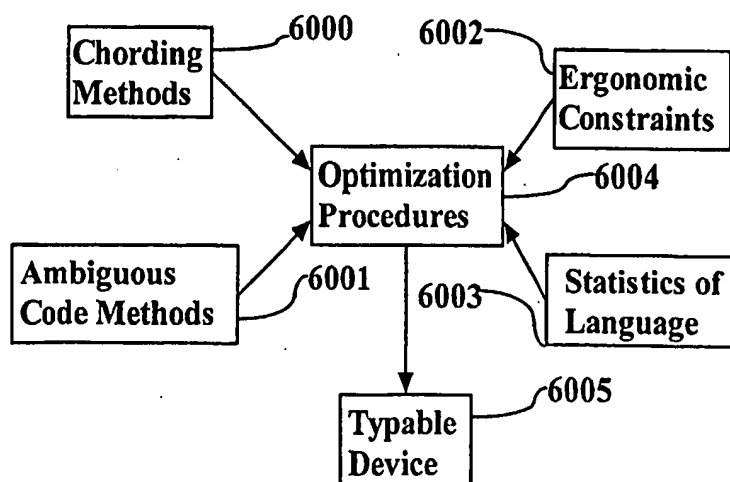 Chording
Methods
6000
6002
Ergonomic
Constraints
Optimization
Procedures
6004
Ambiguous
Code Methods
6001
6003
Statistics of
Language
Typable
Device
6005